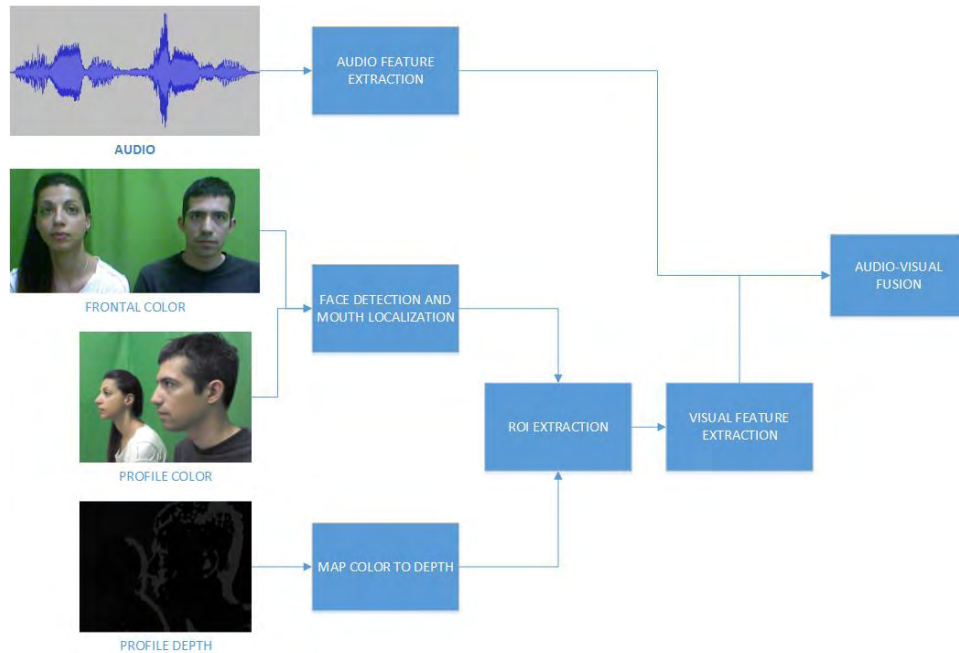 AUDIO FEATURE
EXTRACTION
AUDIO
FRONTAL COLOR
FACE DETECTION AND
MOUTH LOCALIZATION
AUDIO-VISUAL
FUSION
PROFILE COLOR
ROI EXTRACTION
VISUAL FEATURE
EXTRACTION
MAP COLOR TO DEPTH
PROFILE DEPTH